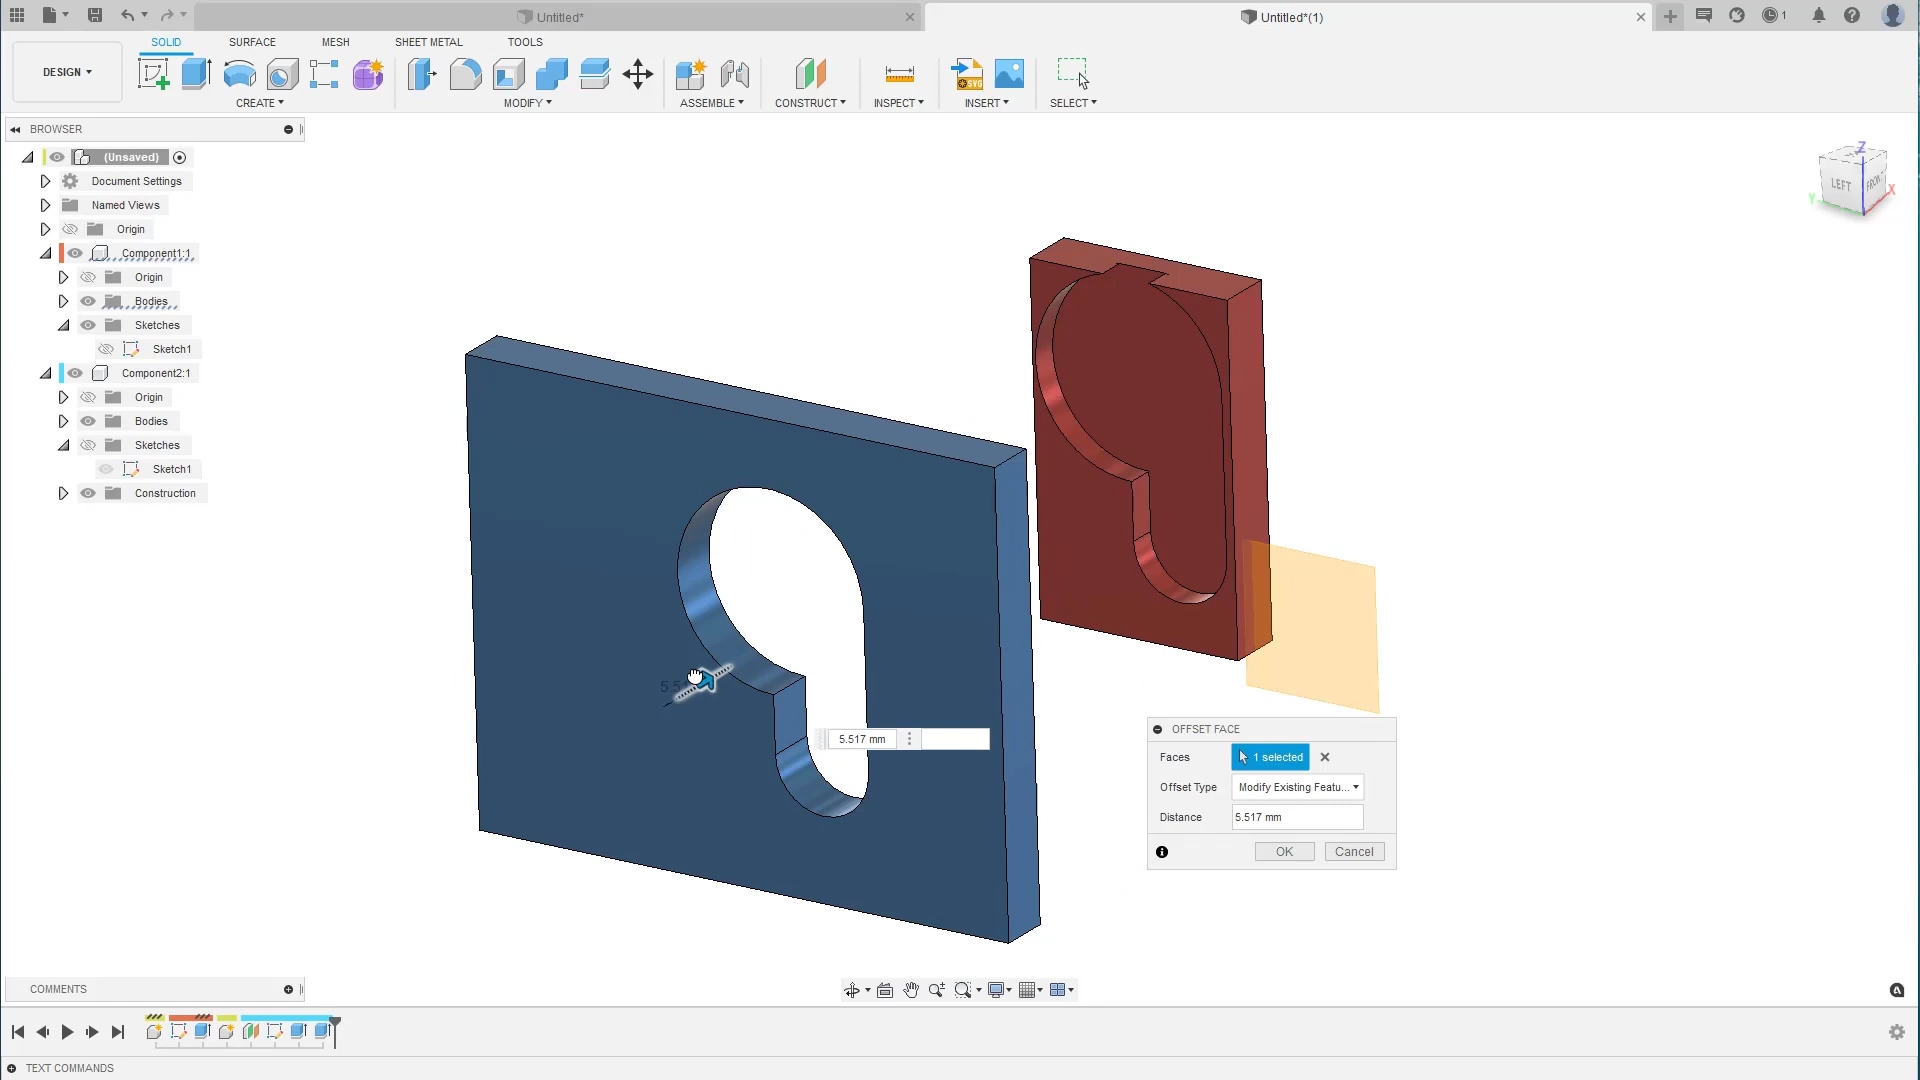 Untitled*
Untitled*(1)
1
SOLID
SURFACE
MESH
SHEET METAL
TOOLS
DESIGN
CREATE
MODIFY
ASSEMBLE
CONSTRUCT
INSPECT
INSERT
SELECT
SVG
BROWSER
(Unsaved)
Document Settings
Named Views
Origin
Component1:1
Origin
Bodies
Sketches
Sketch1
Component2:1
Origin
Bodies
Sketches
Sketch1
Construction
Z
LEFT
FRONT
X
Y
5.517 mm
OFFSET FACE
Faces
1 selected
Offset Type
Modify Existing Featu...
Distance
5.517 mm
OK
Cancel
COMMENTS
TEXT COMMANDS